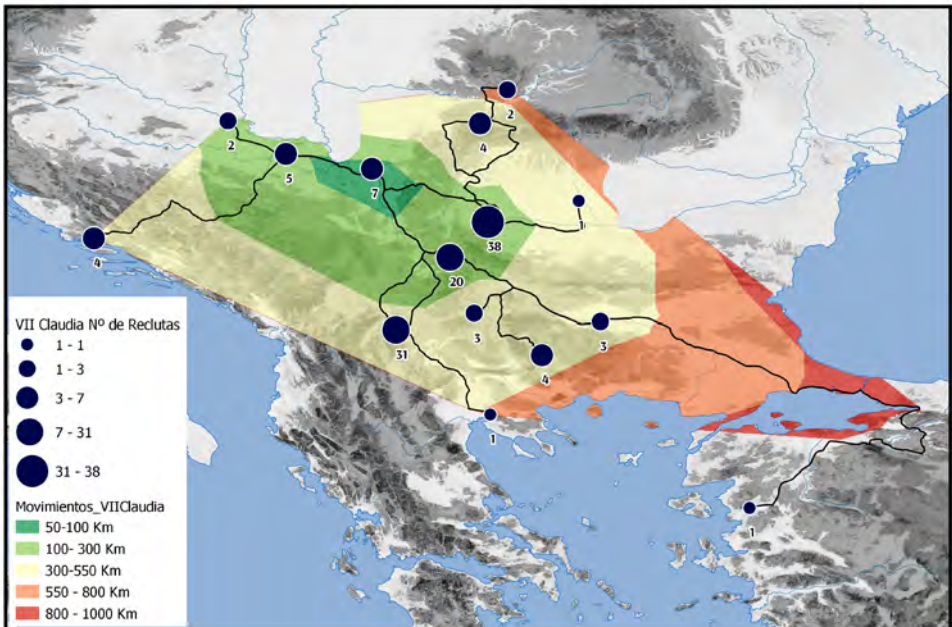 2
4
2
5
7
1
38
4
20
3
3
31
4
1
1
VII Claudia Nº de Reclutas
1 - 1
1 - 3
3 - 7
7 - 31
31 - 38
Movimientos_VIIClaudia
50-100 Km
100- 300 Km
300-550 Km
550 - 800 Km
800 - 1000 Km